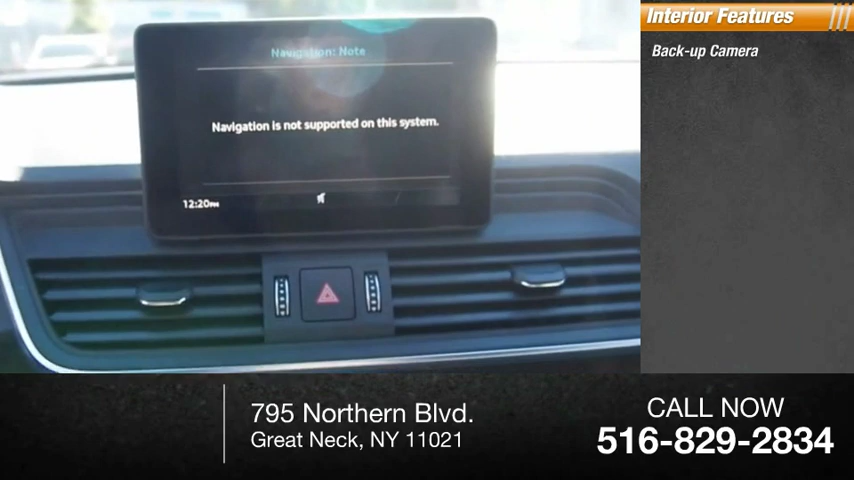 Navigation: Note
Navigation is not supported on this system.
12:20PM
Interior Features
Back-up Camera
795 Northern Blvd.
Great Neck, NY 11021
CALL NOW
516-829-2834